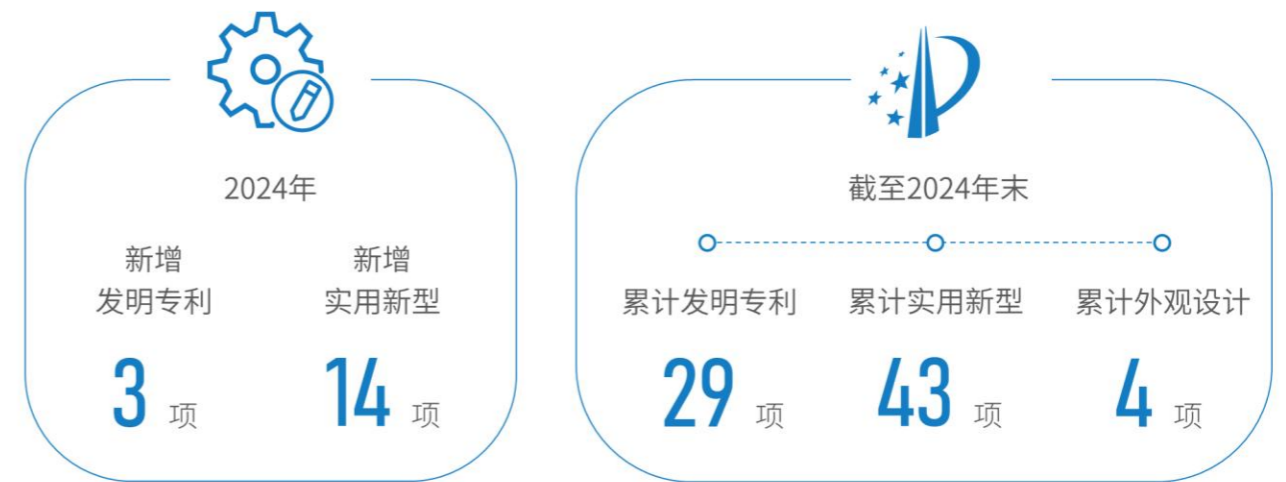 2024年
新增
发明专利
3 项
新增
实用新型
14 项
截至2024年末
累计发明专利
29 项
累计实用新型
43 项
累计外观设计
4 项